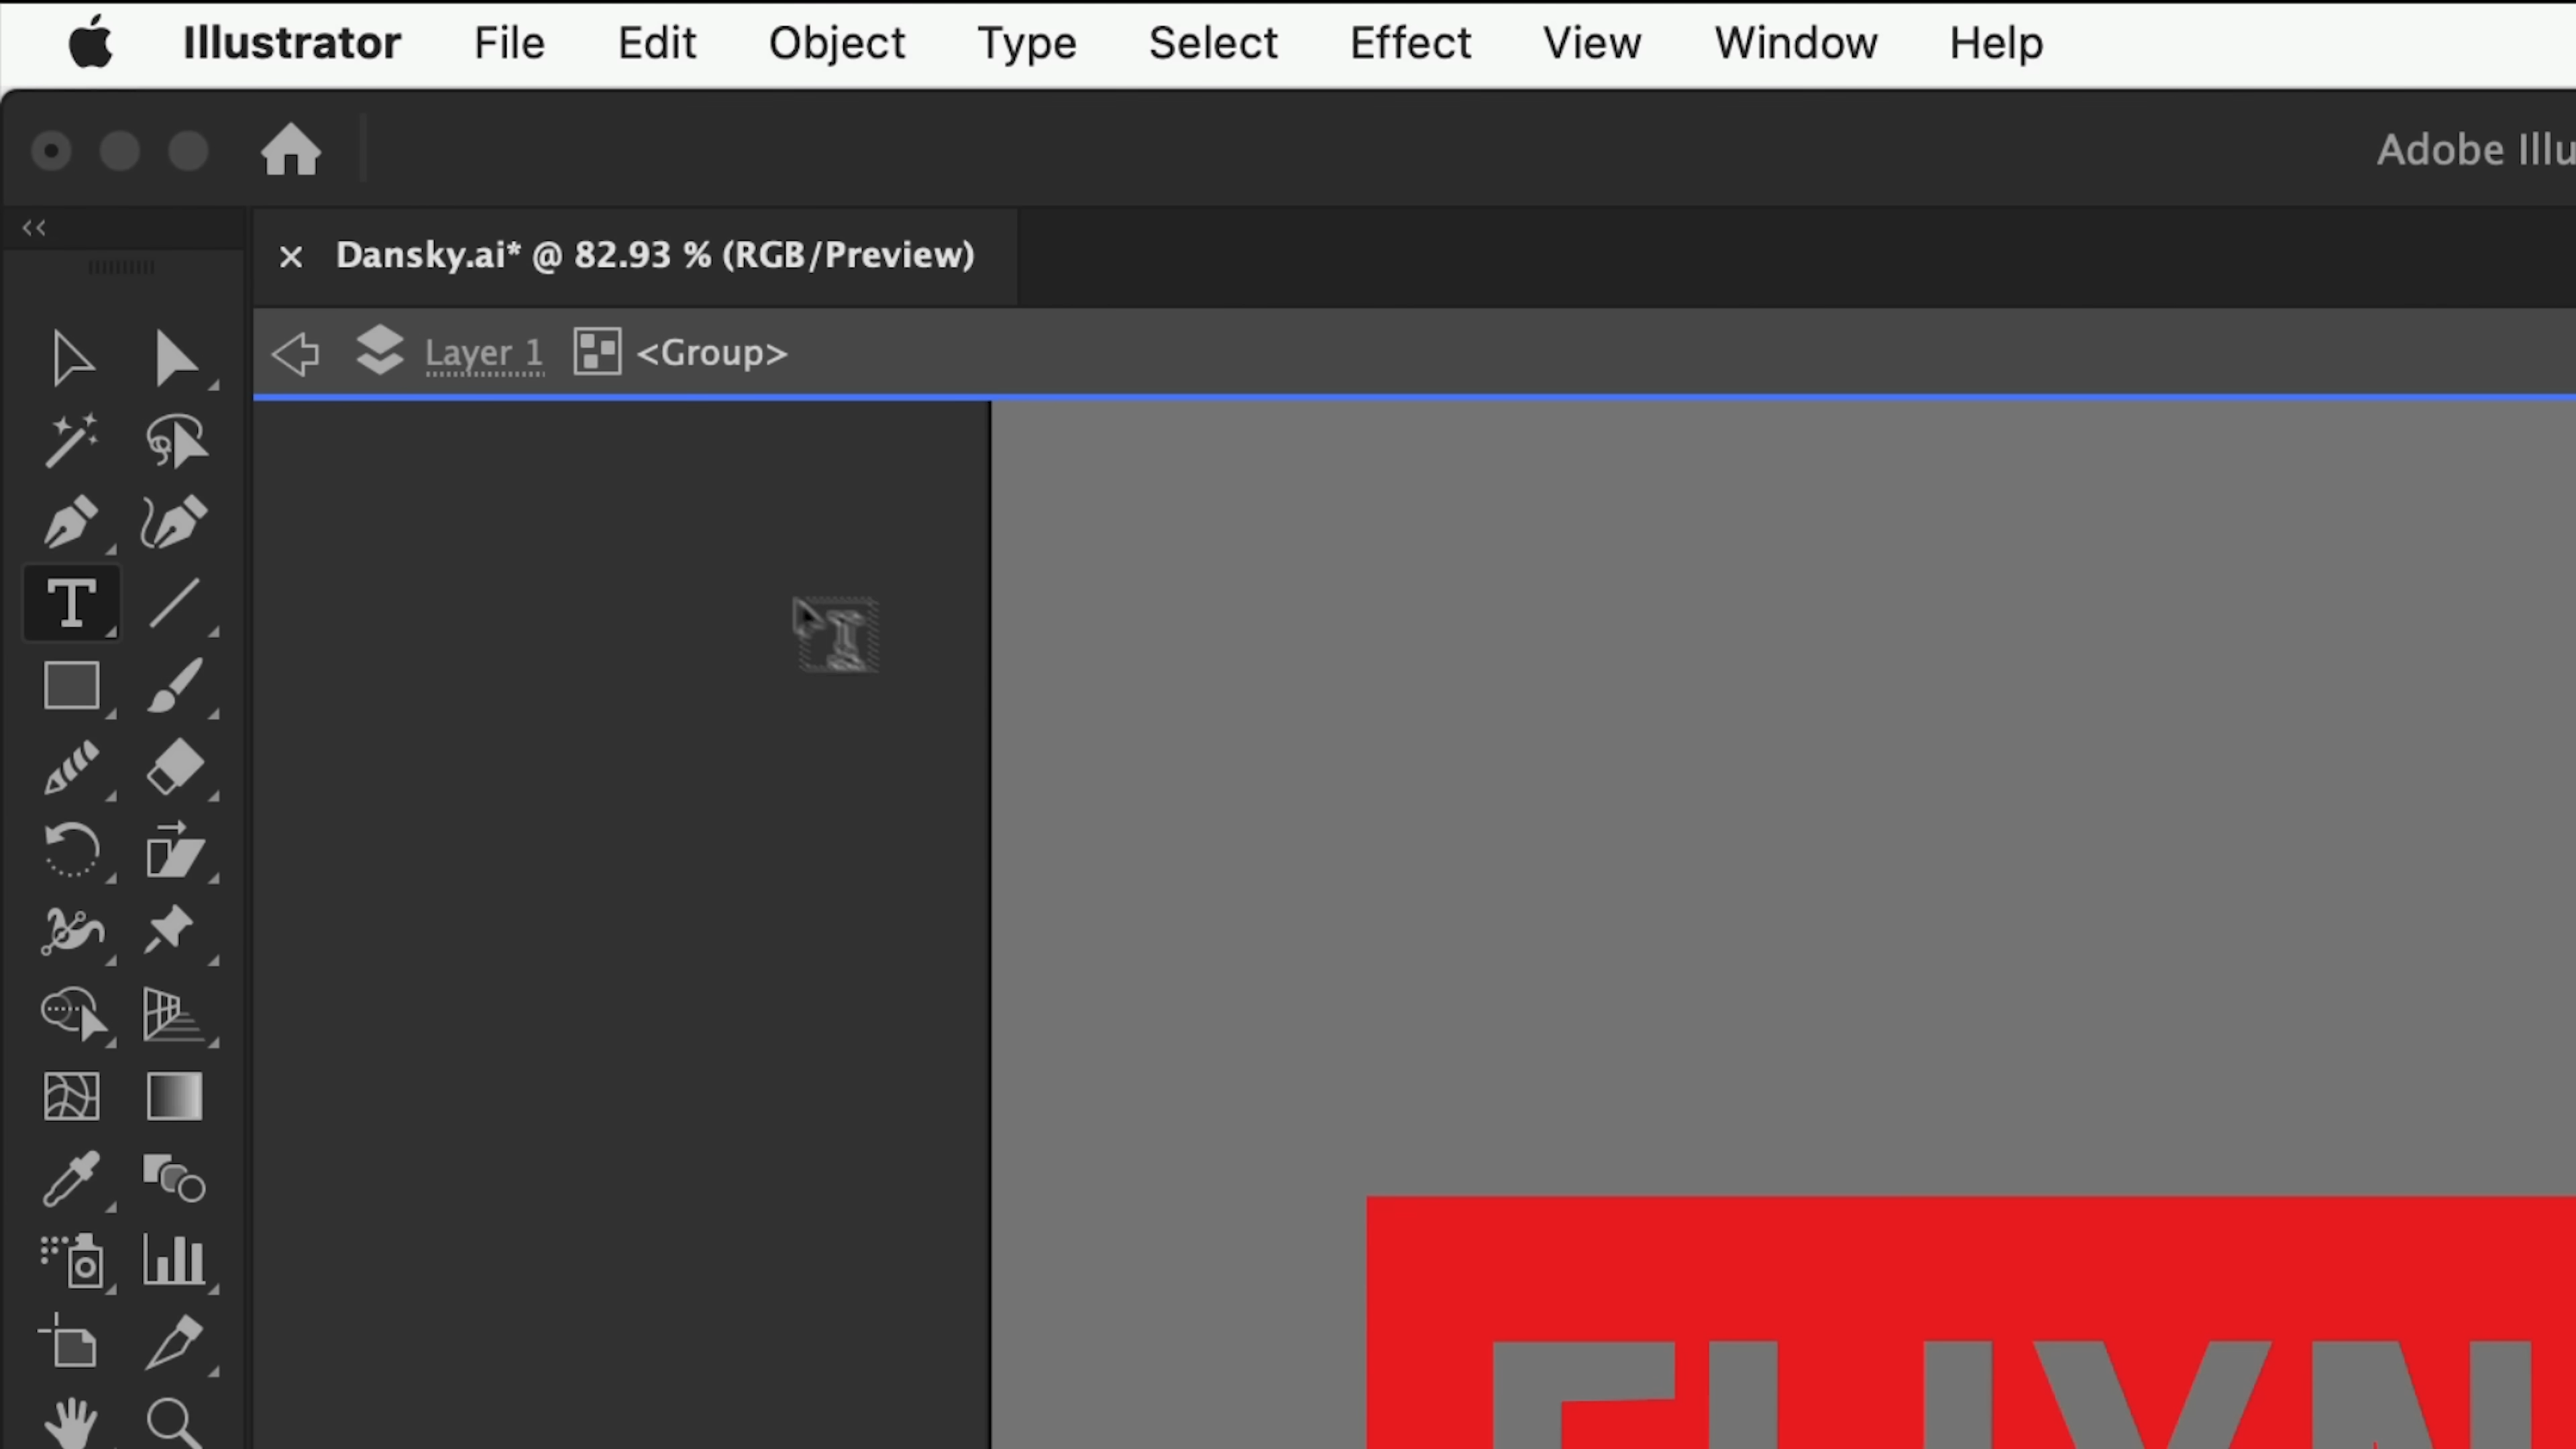 Illustrator File Edit Object Type Select Effect View Window Help
Adobe Illu
Dansky.ai* @ 82.93 % (RGB/Preview)
Layer 1 <Group>